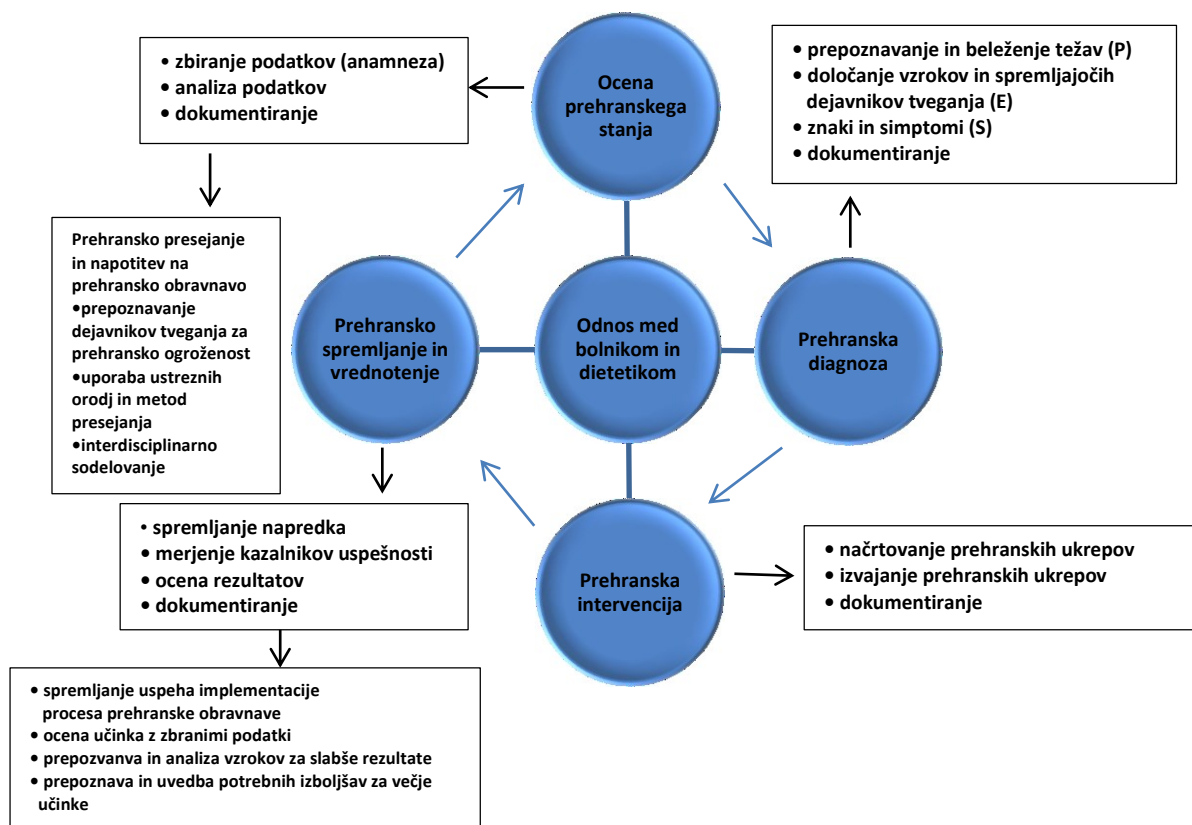 • zbiranje podatkov (anamneza)
• analiza podatkov
• dokumentiranje
Ocena
prehranskega
stanja
• prepoznavanje in beleženje težav (P)
• določanje vzrokov in spremljajočih
dejavnikov tveganja (E)
• znaki in simptomi (S)
• dokumentiranje
Prehransko presejanje
in napotitev na
prehransko obravnavo
•prepoznavanje
dejavnikov tveganja za
prehransko ogroženost
•uporaba ustreznih
orodj in metod
presejanja
•interdisciplinarno
sodelovanje
Prehransko
spremljanje in
vrednotenje
Odnos med
bolnikom in
dietetikom
Prehranska
diagnoza
• spremljanje napredka
• merjenje kazalnikov uspešnosti
• ocena rezultatov
• dokumentiranje
Prehranska
intervencija
• načrtovanje prehranskih ukrepov
• izvajanje prehranskih ukrepov
• dokumentiranje
• spremljanje uspeha implementacije
procesa prehranske obravnave
• ocena učinka z zbranimi podatki
• prepozvanva in analiza vzrokov za slabše rezultate
• prepoznava in uvedba potrebnih izboljšav za večje
učinke